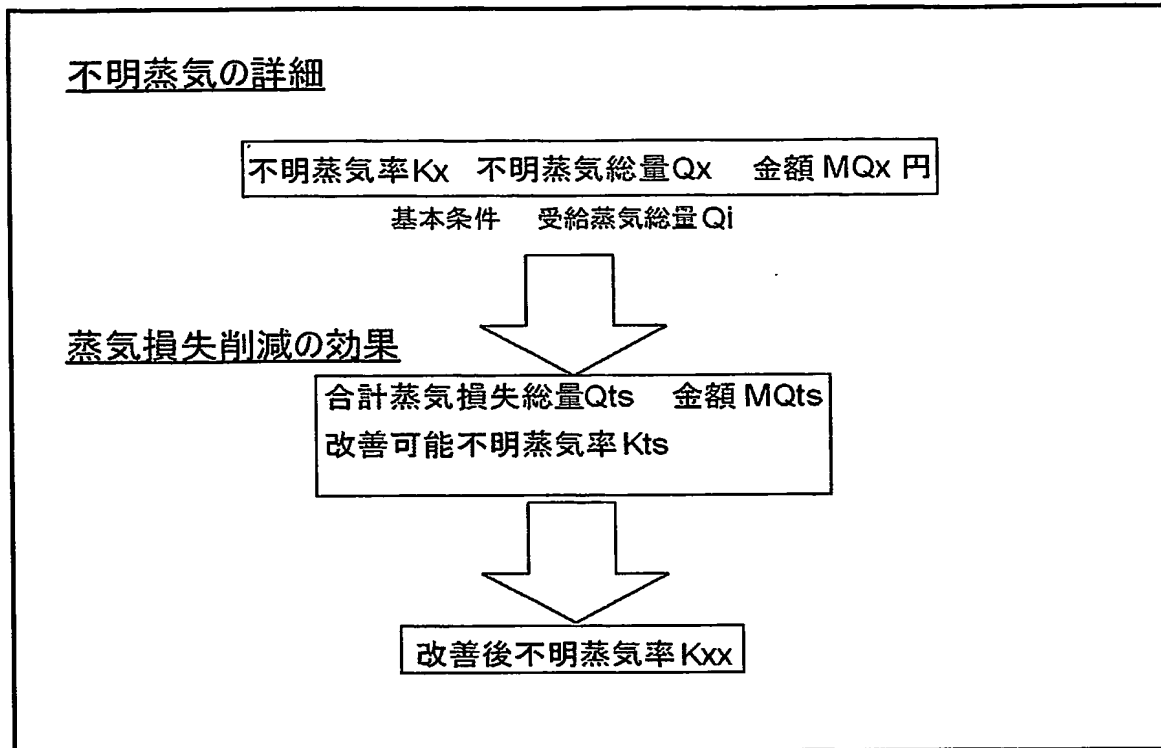 不明蒸気の詳細
不明蒸気率Kx 不明蒸気総量Qx 金額 MQx 円
基本条件 受給蒸気総量Qi
蒸気損失削減の効果
合計蒸気損失総量Qts 金額 MQts
改善可能不明蒸気率Kts
改善後不明蒸気率Kxx